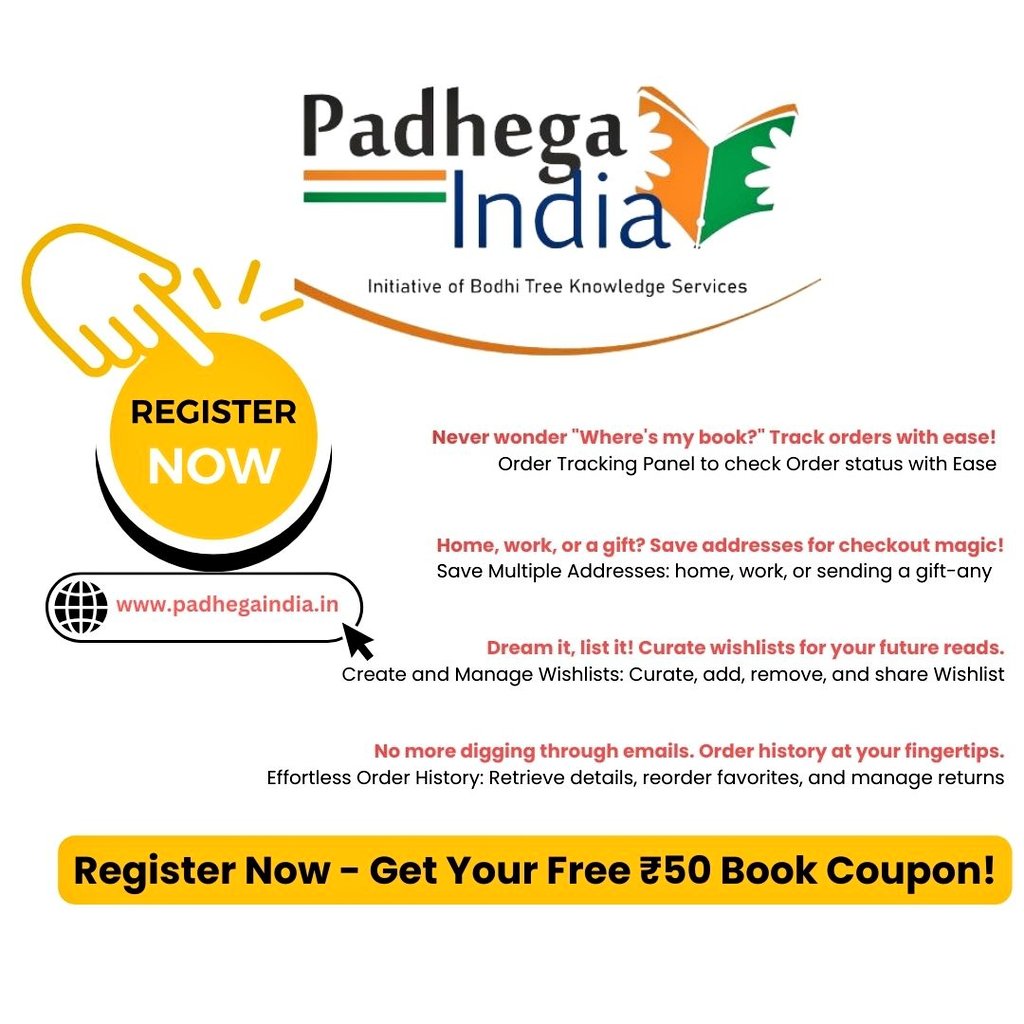 Padhega
India
Initiative of Bodhi Tree Knowledge Services
REGISTER
NOW
www.padhegaindia.in
Never wonder "Where's my book?" Track orders with ease!
Order Tracking Panel to check Order status with Ease
Home, work, or a gift? Save addresses for checkout magic!
Save Multiple Addresses: home, work, or sending a gift-any
Dream it, list it! Curate wishlists for your future reads.
Create and Manage Wishlists: Curate, add, remove, and share Wishlist
No more digging through emails. Order history at your fingertips.
Effortless Order History: Retrieve details, reorder favorites, and manage returns
Register Now - Get Your Free ₹50 Book Coupon!